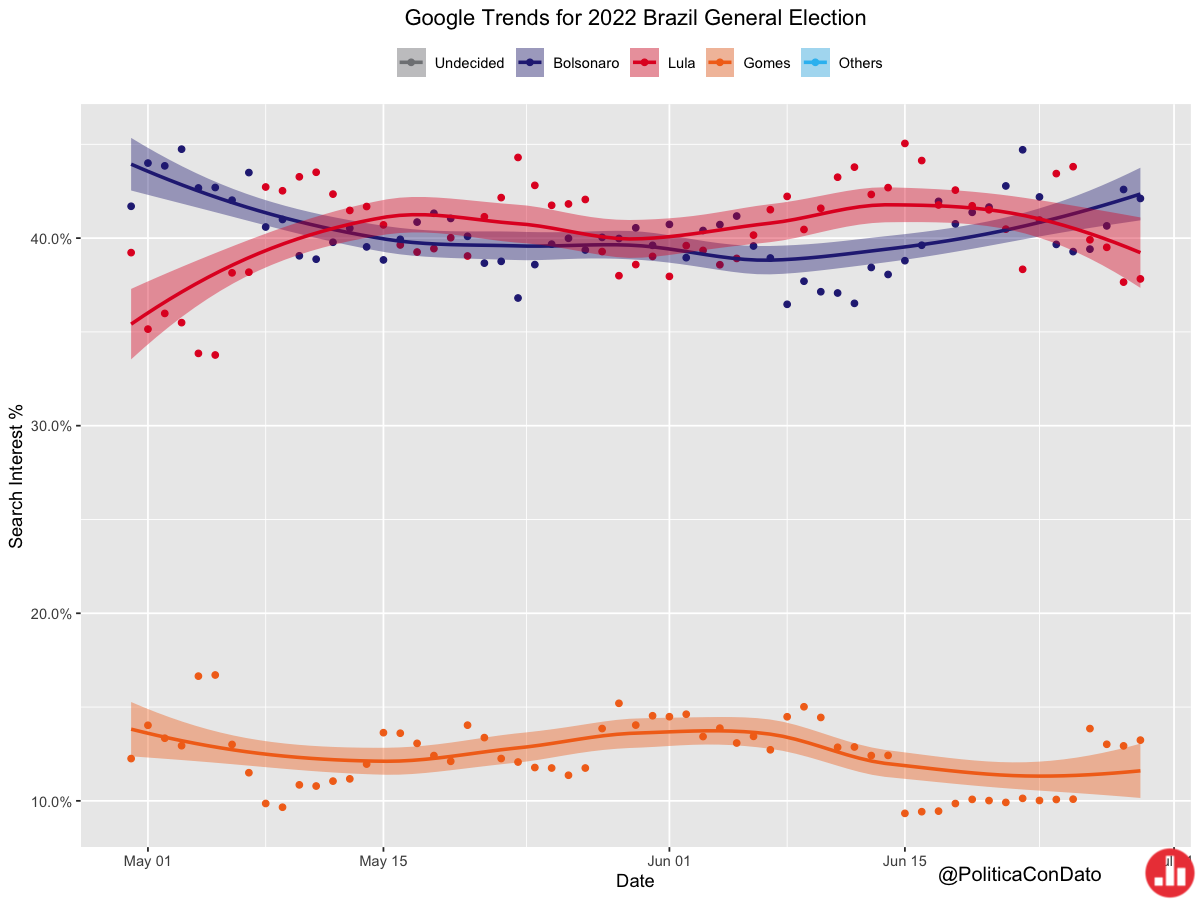 Google Trends for 2022 Brazil General Election
Undecided Bolsonaro Lula Gomes Others
Search Interest %
40.0%
30.0%
20.0%
10.0%
May 01 May 15 Jun 01 Jun 15
Date
@PoliticaConDato